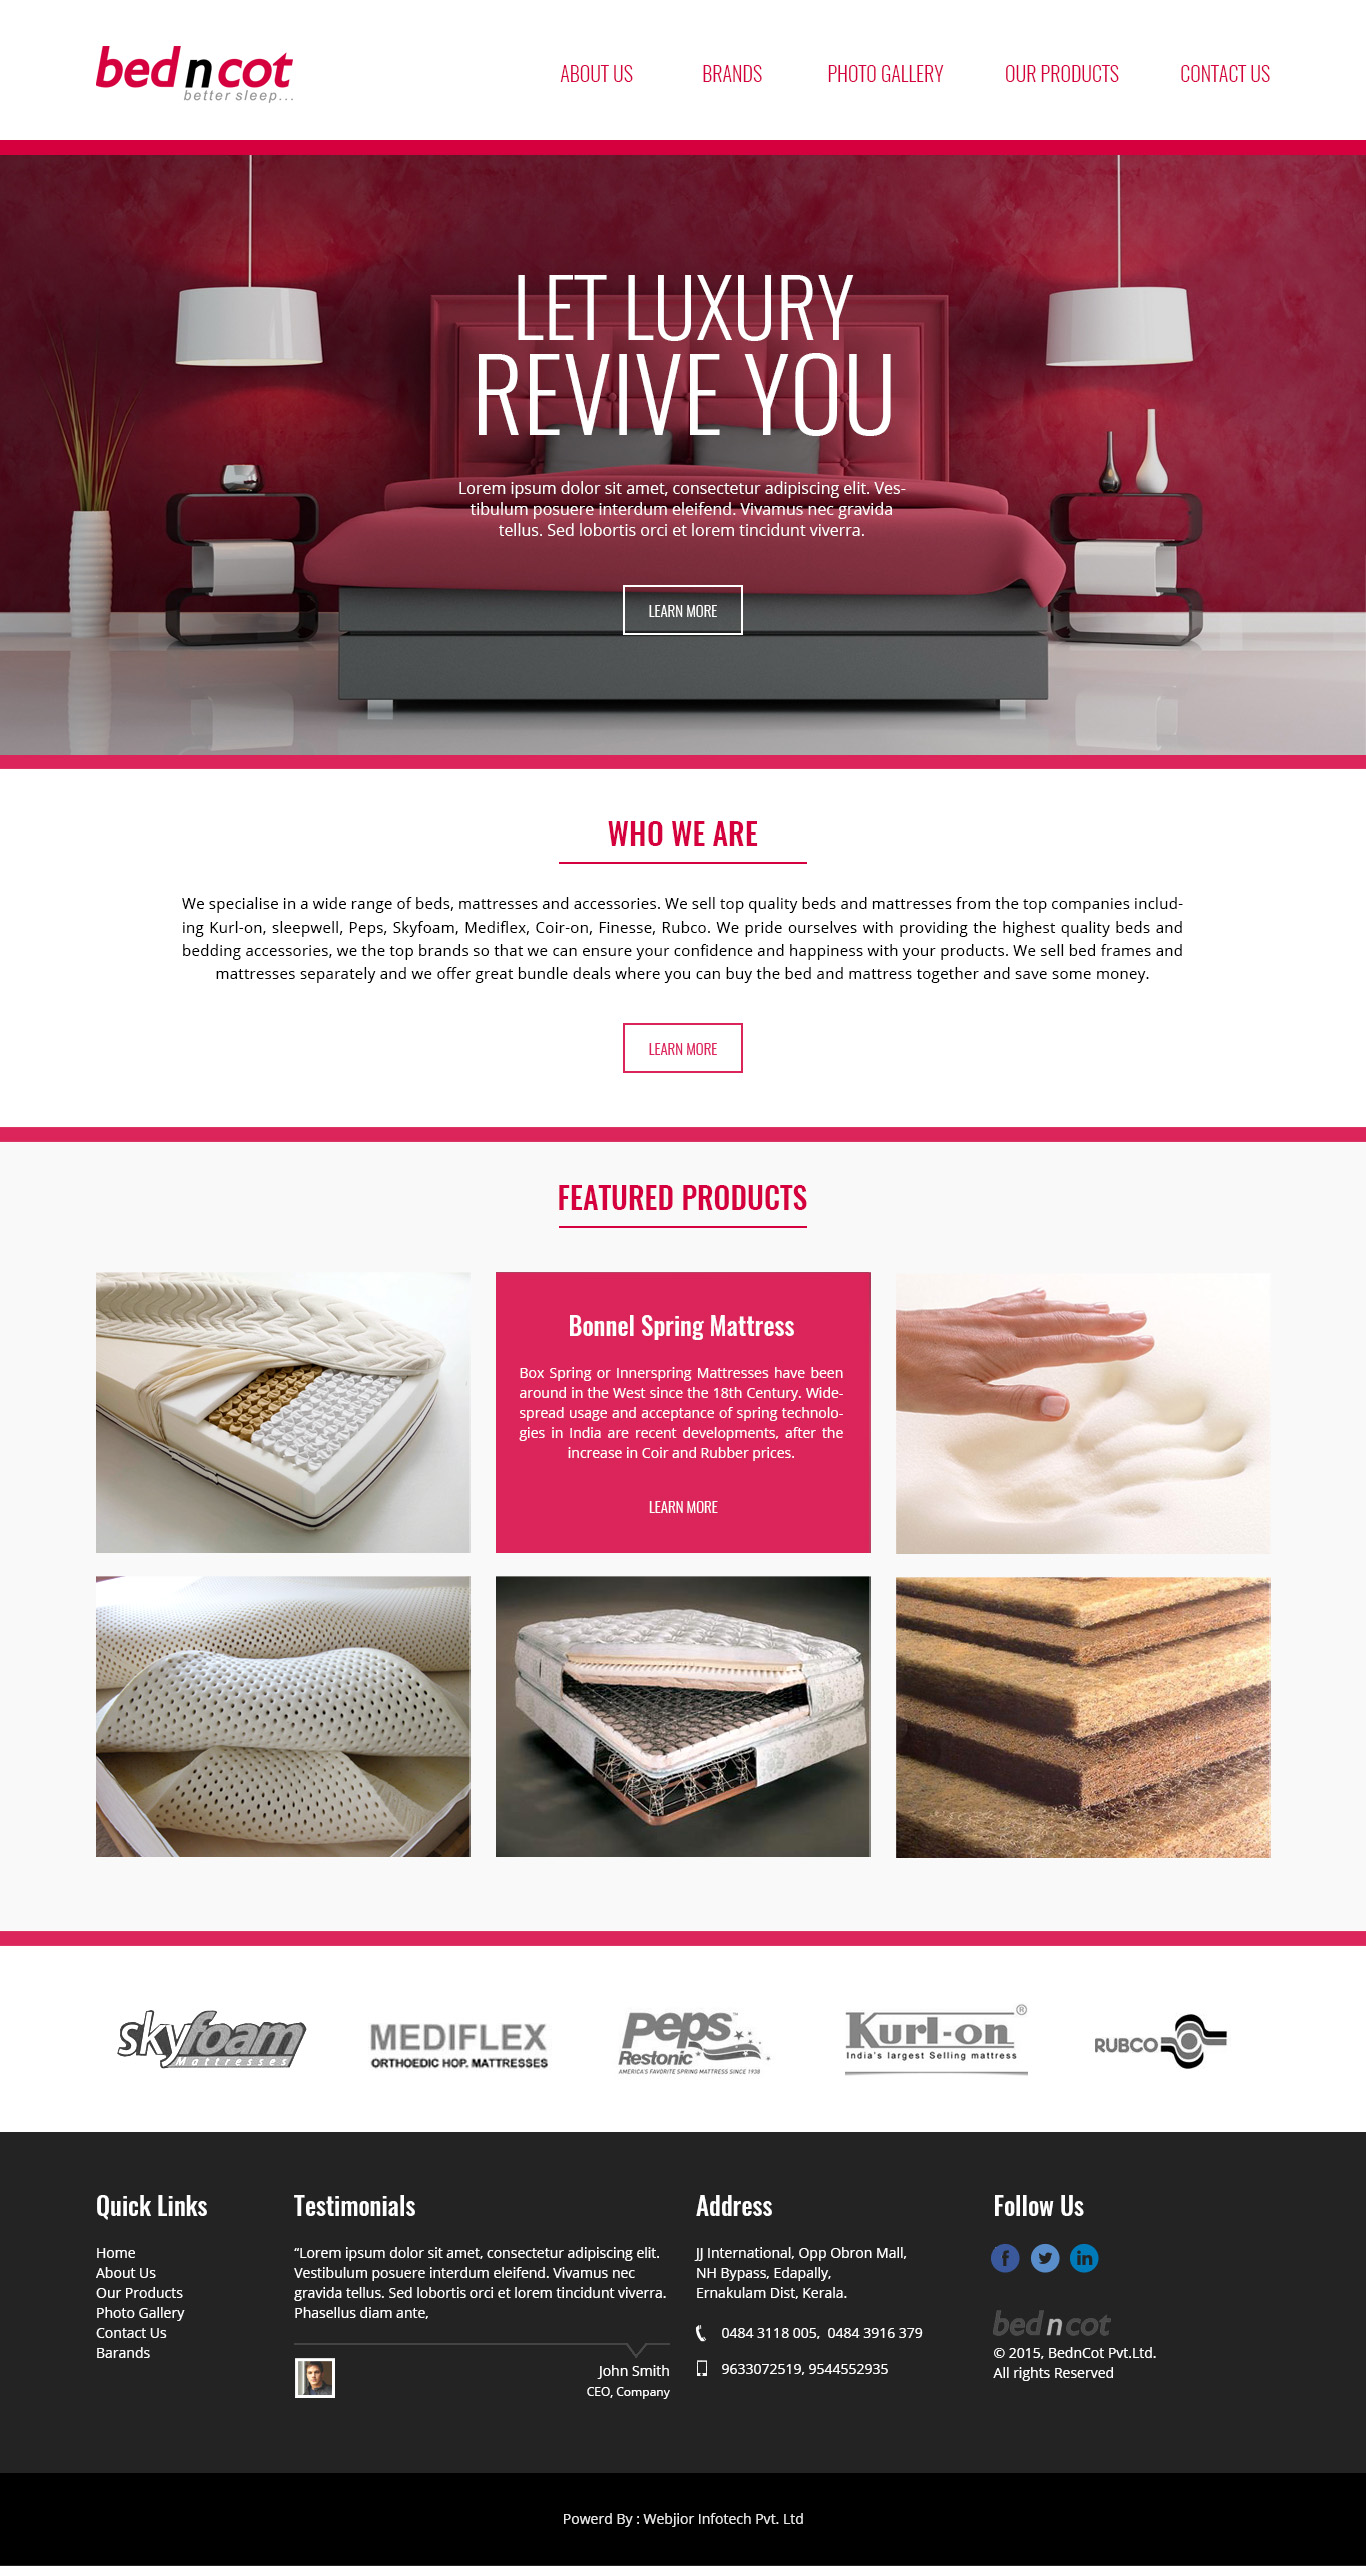 bed n cot
better sleep...
ABOUT US
BRANDS
PHOTO GALLERY
OUR PRODUCTS
CONTACT US
LET LUXURY
REVIVE YOU
Lorem ipsum dolor sit amet, consectetur adipiscing elit. Ves-
tibulum posuere interdum eleifend. Vivamus nec gravida
tellus. Sed lobortis orci et lorem tincidunt viverra.
LEARN MORE
WHO WE ARE
We specialise in a wide range of beds, mattresses and accessories. We sell top quality beds and mattresses from the top companies includ-
ing Kurl-on, sleepwell, Peps, Skyfoam, Mediflex, Coir-on, Finesse, Rubco. We pride ourselves with providing the highest quality beds and
bedding accessories, we the top brands so that we can ensure your confidence and happiness with your products. We sell bed frames and
mattresses separately and we offer great bundle deals where you can buy the bed and mattress together and save some money.
LEARN MORE
FEATURED PRODUCTS
Bonnel Spring Mattress
Box Spring or Innerspring Mattresses have been
around in the West since the 18th Century. Wide-
spread usage and acceptance of spring technolo-
gies in India are recent developments, after the
increase in Coir and Rubber prices.
LEARN MORE
skyfoam
Mattresses
MEDIFLEX
ORTHOEDIC HOP. MATTRESSES
peps™
Restonic
AMERICA'S FAVORITE SPRING MATTRESS SINCE 1938
Kurl-on®
India's largest Selling mattress
RUBCO
Quick Links
Home
About Us
Our Products
Photo Gallery
Contact Us
Barands
Testimonials
“Lorem ipsum dolor sit amet, consectetur adipiscing elit.
Vestibulum posuere interdum eleifend. Vivamus nec
gravida tellus. Sed lobortis orci et lorem tincidunt viverra.
Phasellus diam ante,
John Smith
CEO, Company
Address
JJ International, Opp Obron Mall,
NH Bypass, Edapally,
Ernakulam Dist, Kerala.
0484 3118 005, 0484 3916 379
9633072519, 9544552935
Follow Us
f
in
bed n cot
© 2015, BednCot Pvt.Ltd.
All rights Reserved
Powerd By : Webjior Infotech Pvt. Ltd